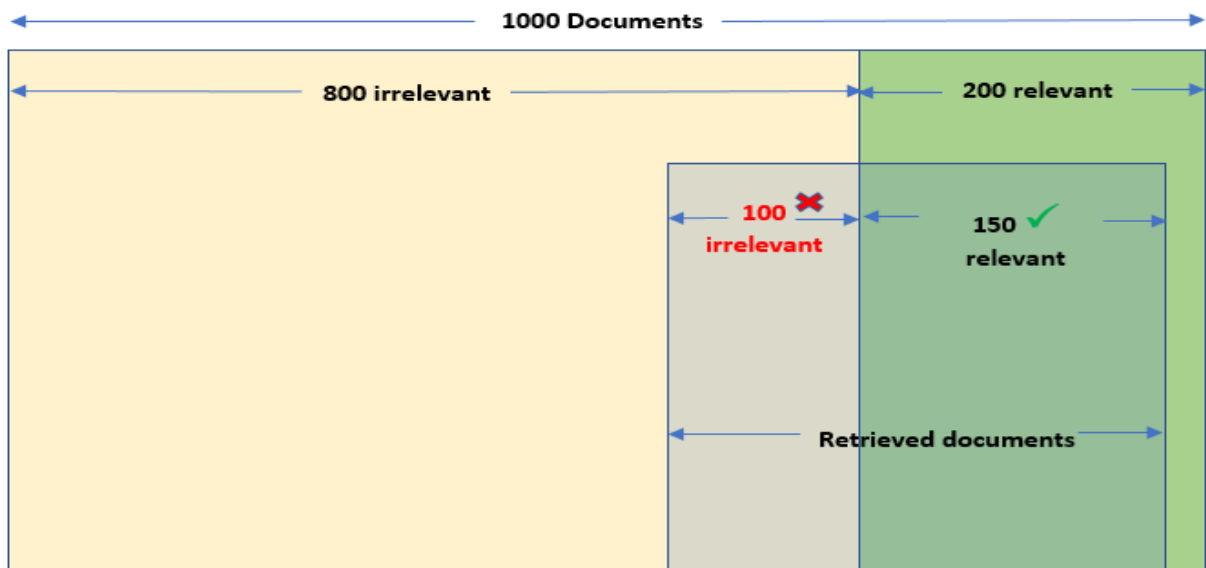 1000 Documents
800 irrelevant
200 relevant
100
irrelevant
150
relevant
Retrieved documents